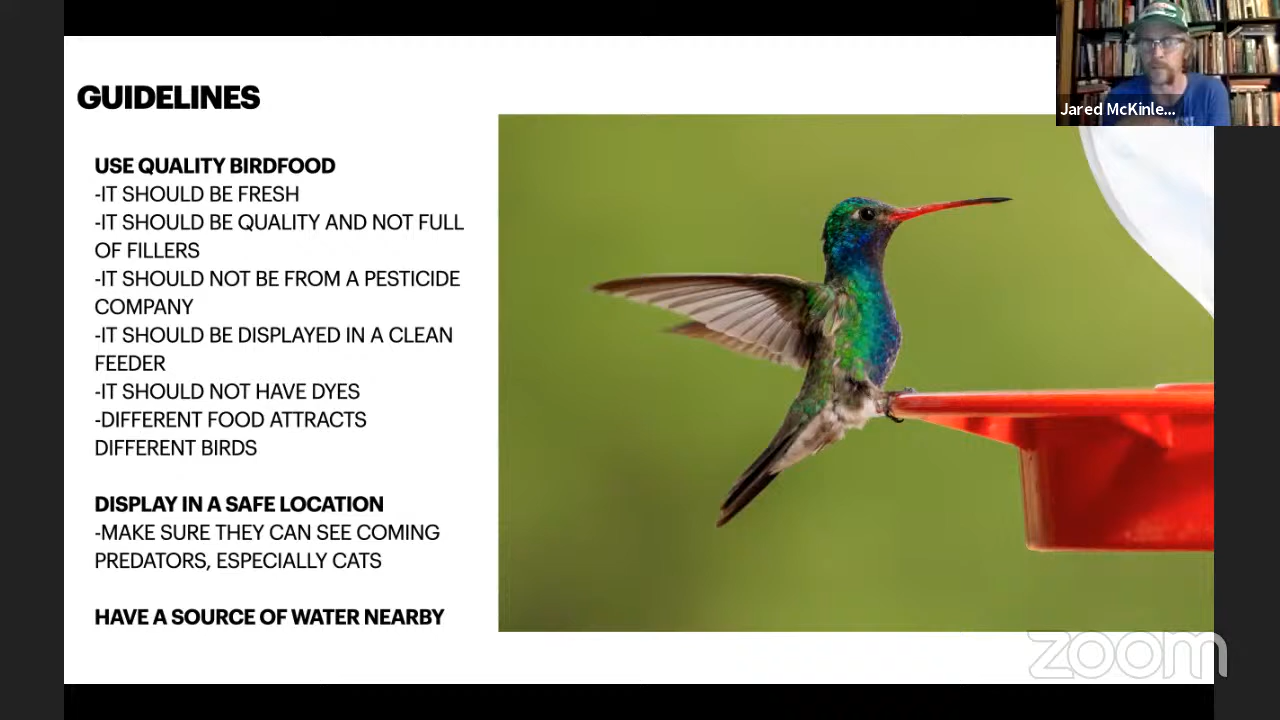 GUIDELINES
USE QUALITY BIRDFOOD
-IT SHOULD BE FRESH
-IT SHOULD BE QUALITY AND NOT FULL
OF FILLERS
-IT SHOULD NOT BE FROM A PESTICIDE
COMPANY
-IT SHOULD BE DISPLAYED IN A CLEAN
FEEDER
-IT SHOULD NOT HAVE DYES
-DIFFERENT FOOD ATTRACTS
DIFFERENT BIRDS
DISPLAY IN A SAFE LOCATION
-MAKE SURE THEY CAN SEE COMING
PREDATORS, ESPECIALLY CATS
HAVE A SOURCE OF WATER NEARBY
Jared McKinle...
zoom